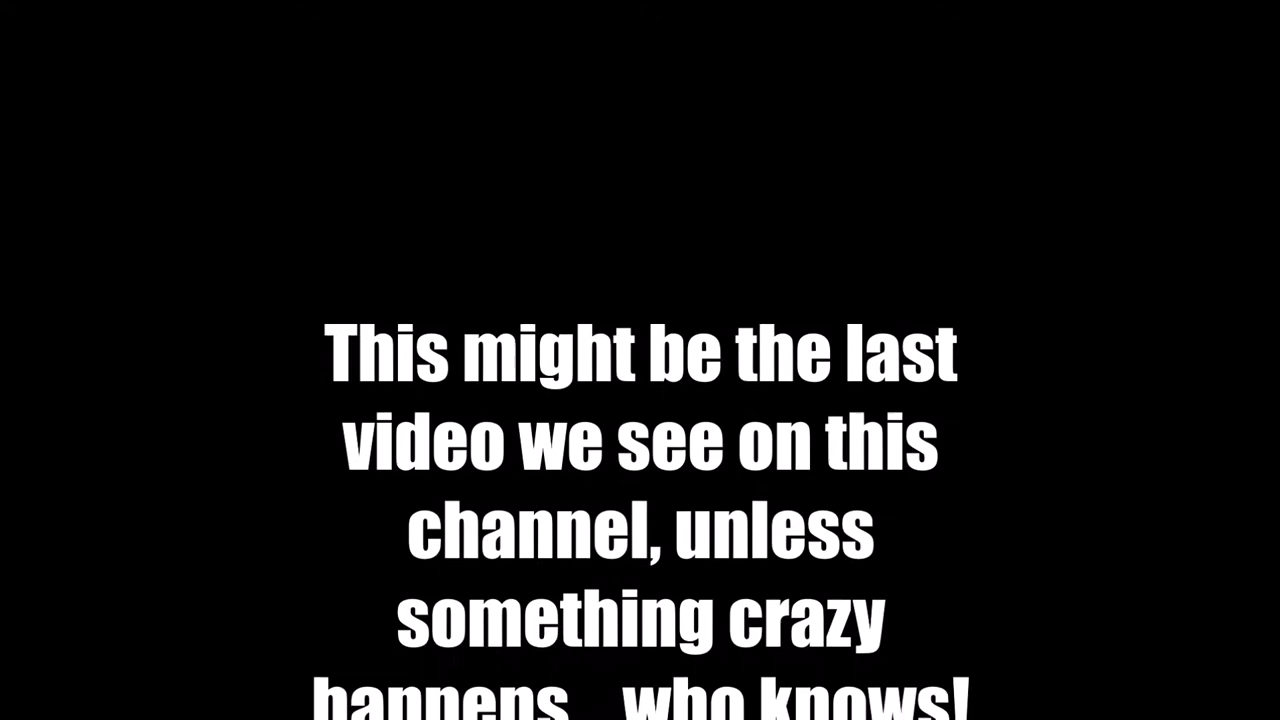 This might be the last
video we see on this
channel, unless
something crazy
happens... who knows!